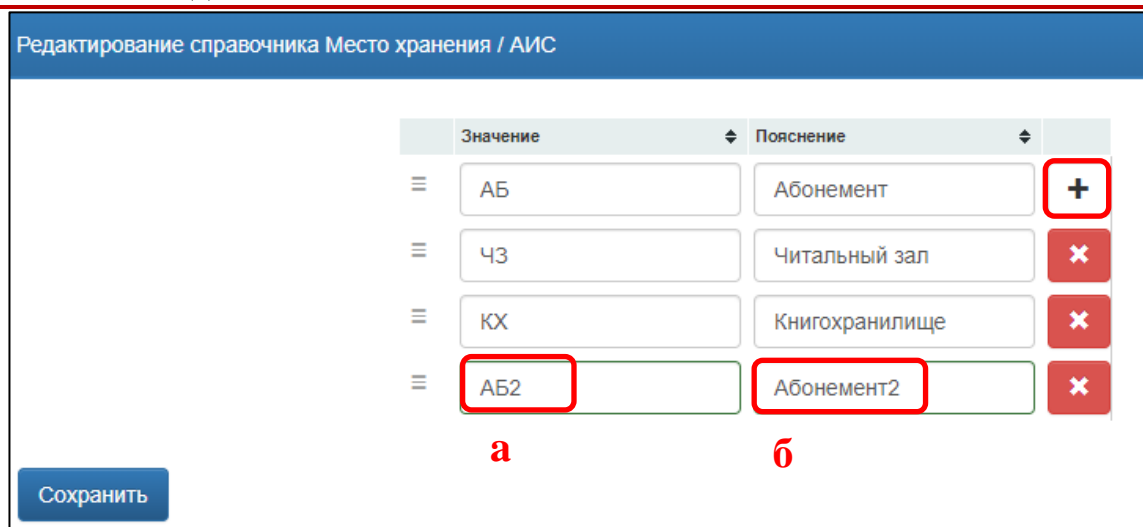 Редактирование справочника Место хранения / АИС
Значение Пояснение
АБ Абонемент
ЧЗ Читальный зал
КХ Книгохранилище
АБ2 Абонемент2
а б
Сохранить